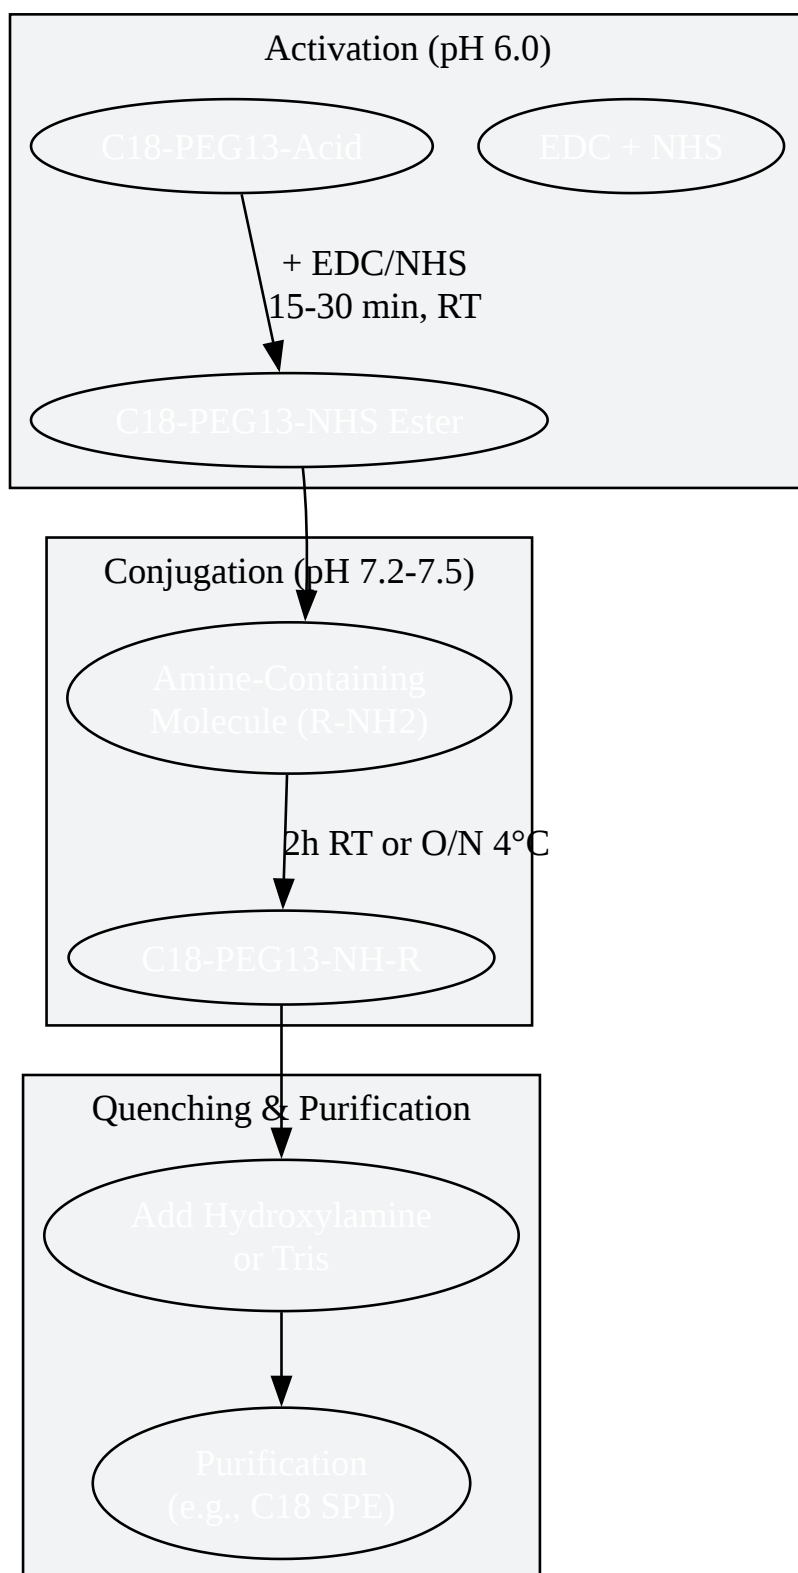 Activation (pH 6.0)
C18-PEG13-Acid
EDC + NHS
+ EDC/NHS
15-30 min, RT
C18-PEG13-NHS Ester
Conjugation (pH 7.2-7.5)
Amine-Containing
Molecule (R-NH2)
2h RT or O/N 4°C
C18-PEG13-NH-R
Quenching & Purification
Add Hydroxylamine
or Tris
Purification
(e.g., C18 SPE)